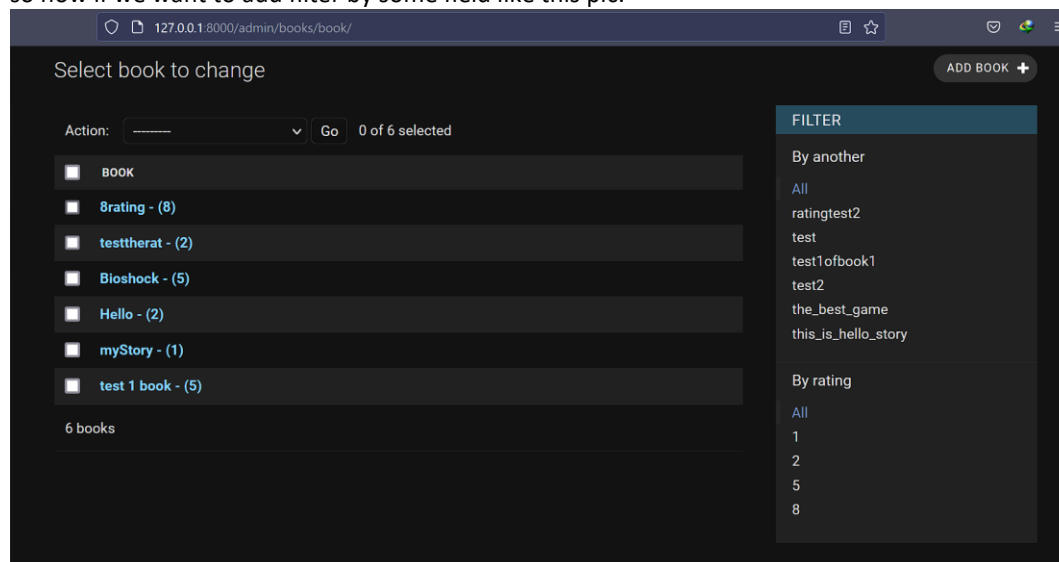 so now if we want to add filter by some field like this pic:
127.0.0.1:8000/admin/books/book/
Select book to change
ADD BOOK +
Action: --------- Go 0 of 6 selected
BOOK
8rating - (8)
testtherat - (2)
Bioshock - (5)
Hello - (2)
myStory - (1)
test 1 book - (5)
6 books
FILTER
By another
All
ratingtest2
test
test1ofbook1
test2
the_best_game
this_is_hello_story
By rating
All
1
2
5
8